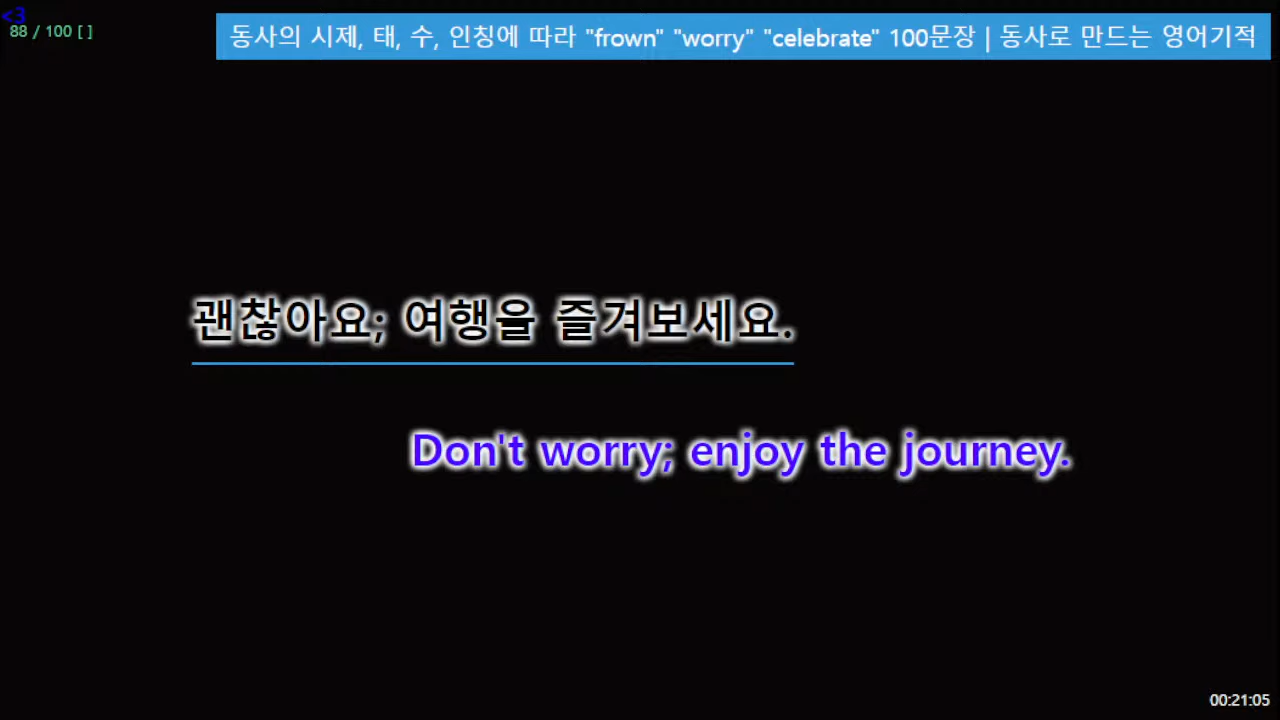 <3
88 / 100 [ ]
동사의 시제, 태, 수, 인칭에 따라 "frown" "worry" "celebrate" 100문장 | 동사로 만드는 영어기적
괜찮아요; 여행을 즐겨보세요.
Don't worry; enjoy the journey.
00:21:05